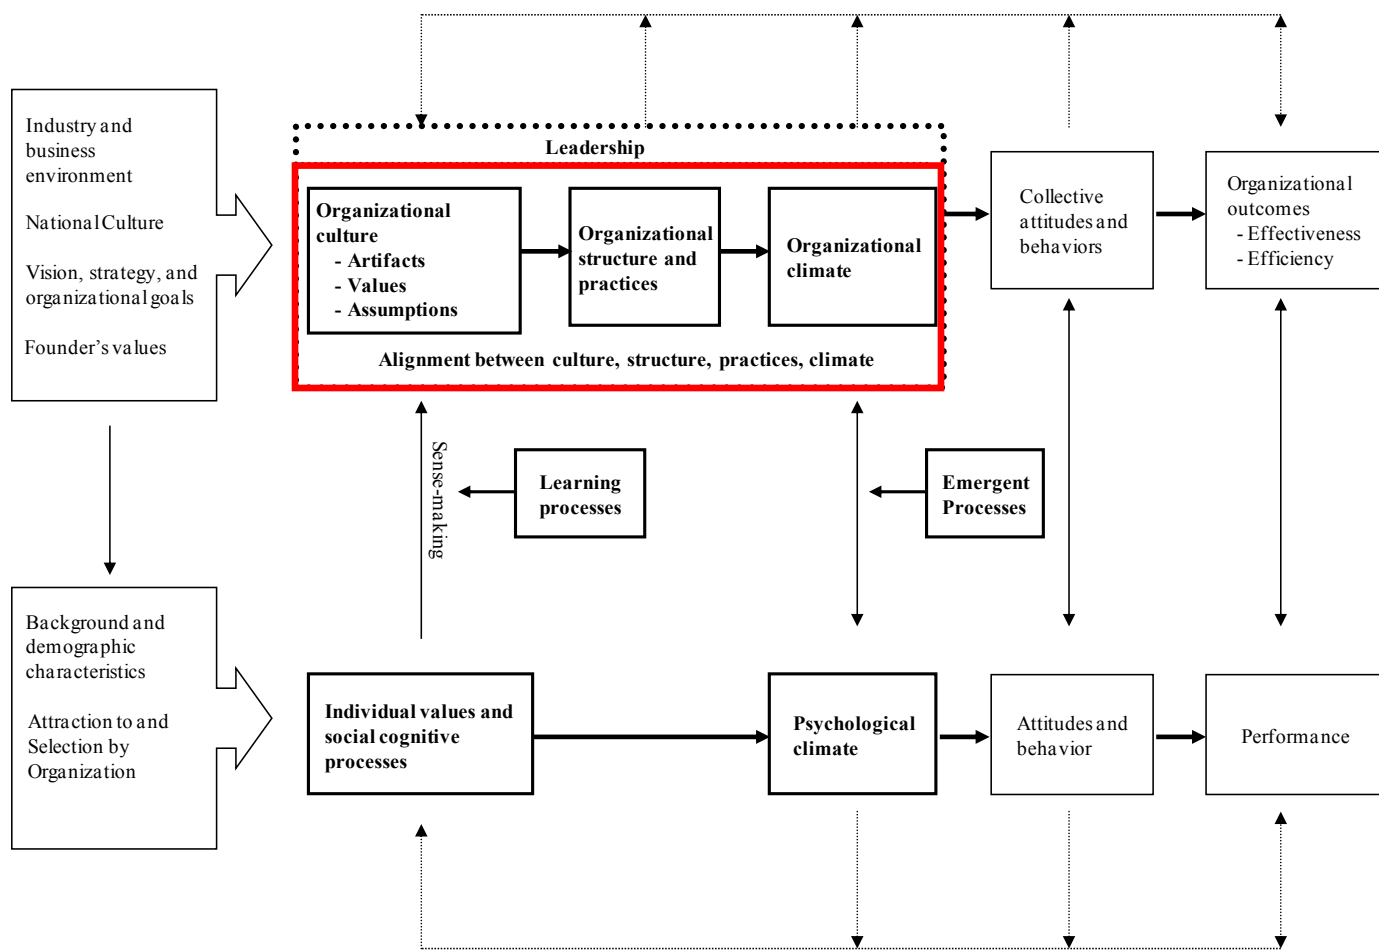 Industry and
business
environment
National Culture
Vision, strategy, and
organizational goals
Founder's values
Leadership
Organizational
culture
- Artifacts
- Values
- Assumptions
Organizational
structure and
practices
Organizational
climate
Alignment between culture, structure, practices, climate
Collective
attitudes and
behaviors
Organizational
outcomes
- Effectiveness
- Efficiency
Sense-making
Learning
processes
Emergent
Processes
Background and
demographic
characteristics
Attraction to and
Selection by
Organization
Individual values and
social cognitive
processes
Psychological
climate
Attitudes and
behavior
Performance